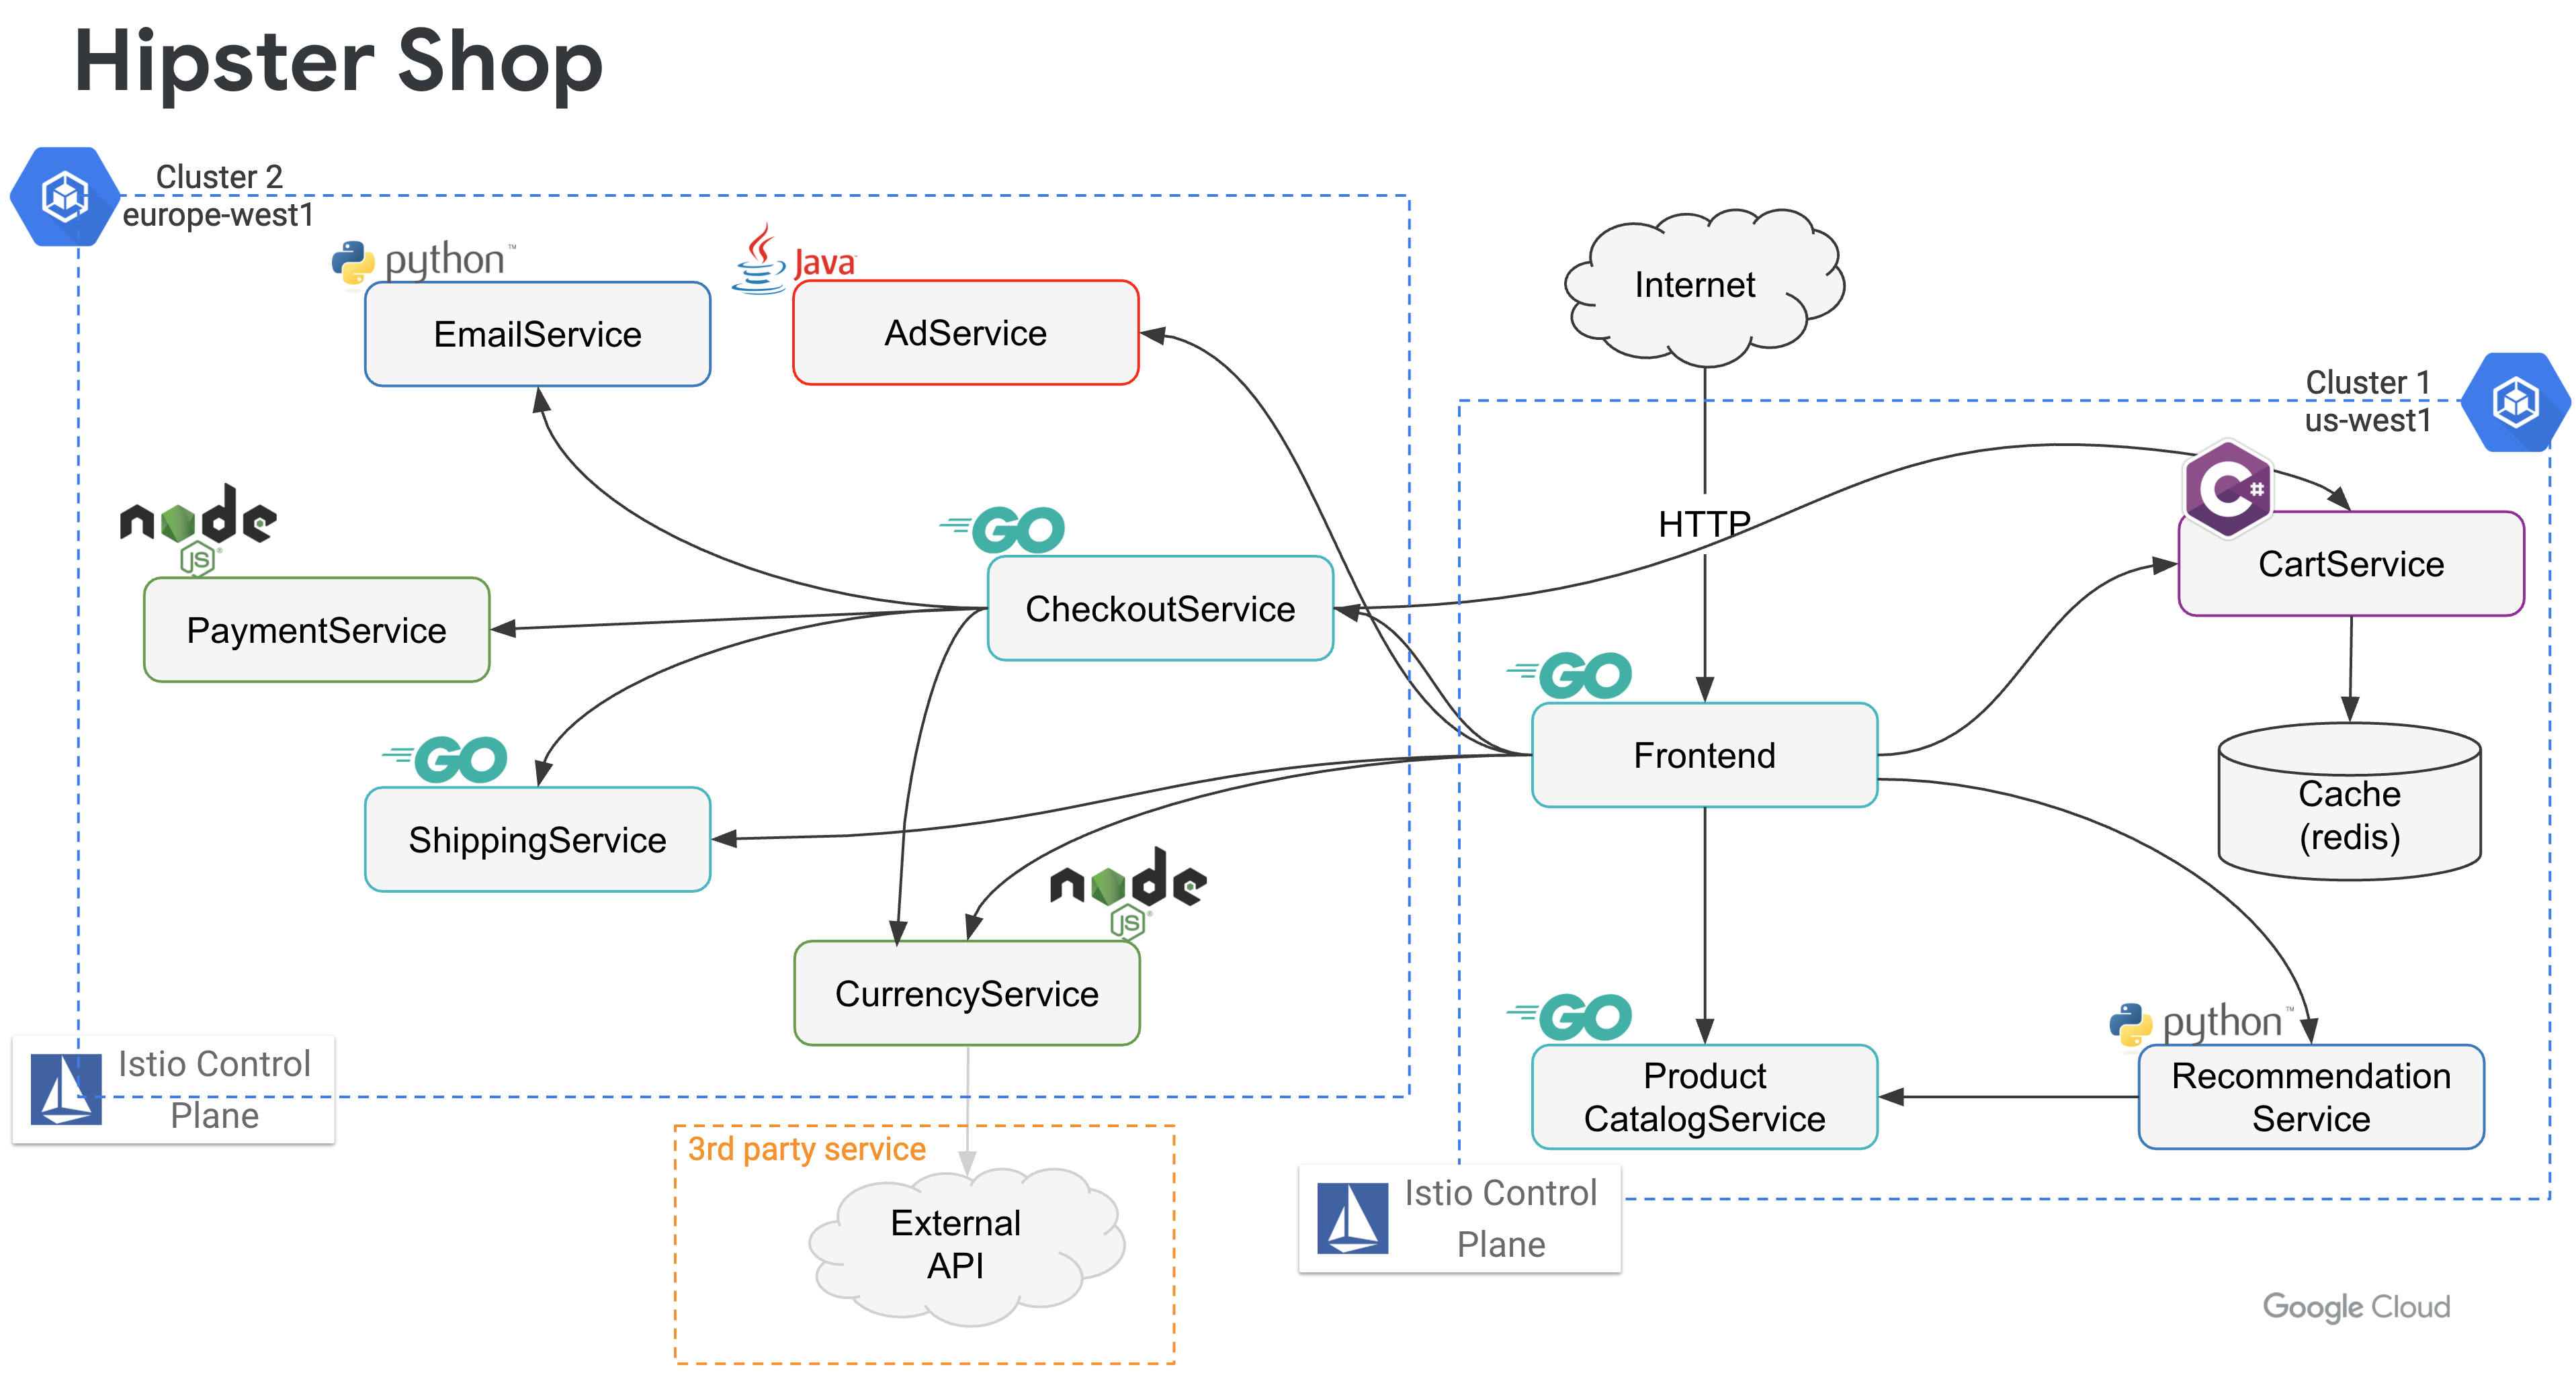 Hipster Shop
Cluster 2
europe-west1
python™
Java™
Internet
EmailService
AdService
Cluster 1
us-west1
node
JS®
GO
HTTP
C#
CartService
CheckoutService
PaymentService
GO
GO
Frontend
ShippingService
Cache
(redis)
node
JS®
CurrencyService
GO
python™
Product
CatalogService
Recommendation
Service
Istio Control
Plane
3rd party service
External
API
Istio Control
Plane
Google Cloud